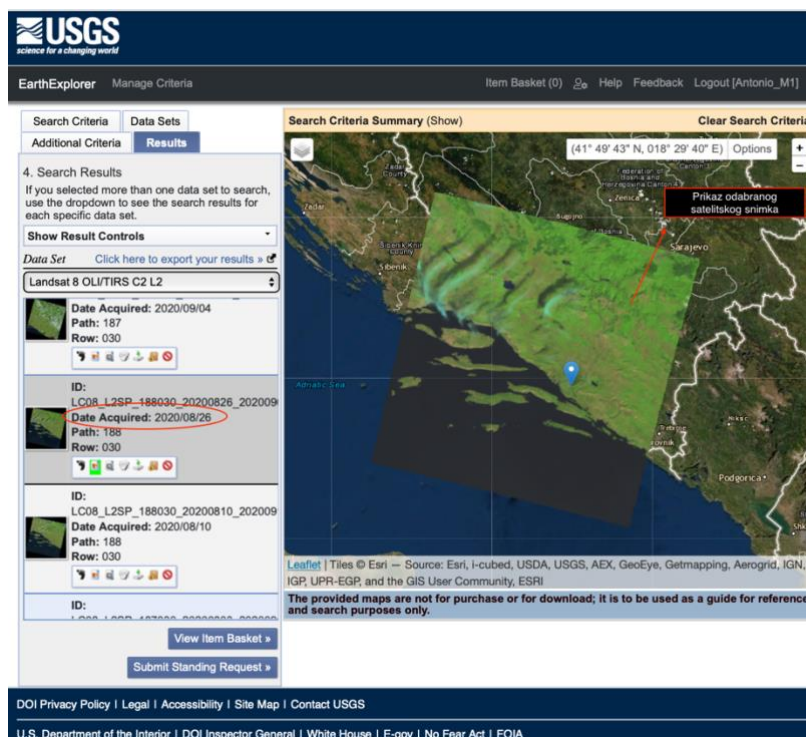 USGS
science for a changing world
EarthExplorer Manage Criteria Item Basket (0) Help Feedback Logout [Antonio_M1]
Search Criteria Data Sets
Additional Criteria Results
4. Search Results
If you selected more than one data set to search,
use the dropdown to see the search results for
each specific data set.
Show Result Controls
Data Set Click here to export your results »
Landsat 8 OLI/TIRS C2 L2
Date Acquired: 2020/09/04
Path: 187
Row: 030
ID:
LC08_L2SP_188030_20200826_202009
Date Acquired: 2020/08/26
Path: 188
Row: 030
ID:
LC08_L2SP_188030_20200810_202009
Date Acquired: 2020/08/10
Path: 188
Row: 030
ID:
View Item Basket »
Submit Standing Request »
Search Criteria Summary (Show) Clear Search Criteria
(41° 49' 43" N, 018° 29' 40" E) Options
+
-
Prikaz odabranog
satelitskog snimka
Zadar
County
Zadar
Zenica
Bugojno
Sarajevo
Sibenik Knin
Sibenik
Adriatic Sea
Niksic
Trebinje
Podgorica
Leaflet | Tiles © Esri — Source: Esri, i-cubed, USDA, USGS, AEX, GeoEye, Getmapping, Aerogrid, IGN,
IGP, UPR-EGP, and the GIS User Community, ESRI
The provided maps are not for purchase or for download; it is to be used as a guide for reference
and search purposes only.
DOI Privacy Policy | Legal | Accessibility | Site Map | Contact USGS
U.S. Department of the Interior | DOI Inspector General | White House | E-gov | No Fear Act | FOIA